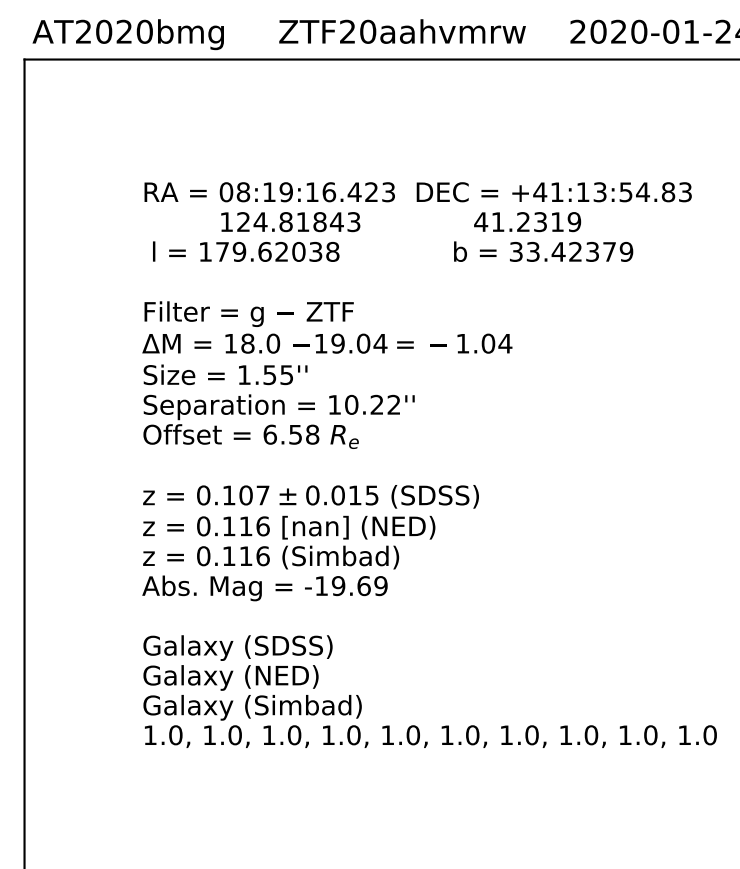 AT2020bmg ZTF20aahvmrw 2020-01-24
RA = 08:19:16.423 DEC = +41:13:54.83
124.81843 41.2319
l = 179.62038 b = 33.42379
Filter = g − ZTF
ΔM = 18.0 −19.04 = − 1.04
Size = 1.55''
Separation = 10.22''
Offset = 6.58 Rₑ
z = 0.107 ± 0.015 (SDSS)
z = 0.116 [nan] (NED)
z = 0.116 (Simbad)
Abs. Mag = -19.69
Galaxy (SDSS)
Galaxy (NED)
Galaxy (Simbad)
1.0, 1.0, 1.0, 1.0, 1.0, 1.0, 1.0, 1.0, 1.0, 1.0